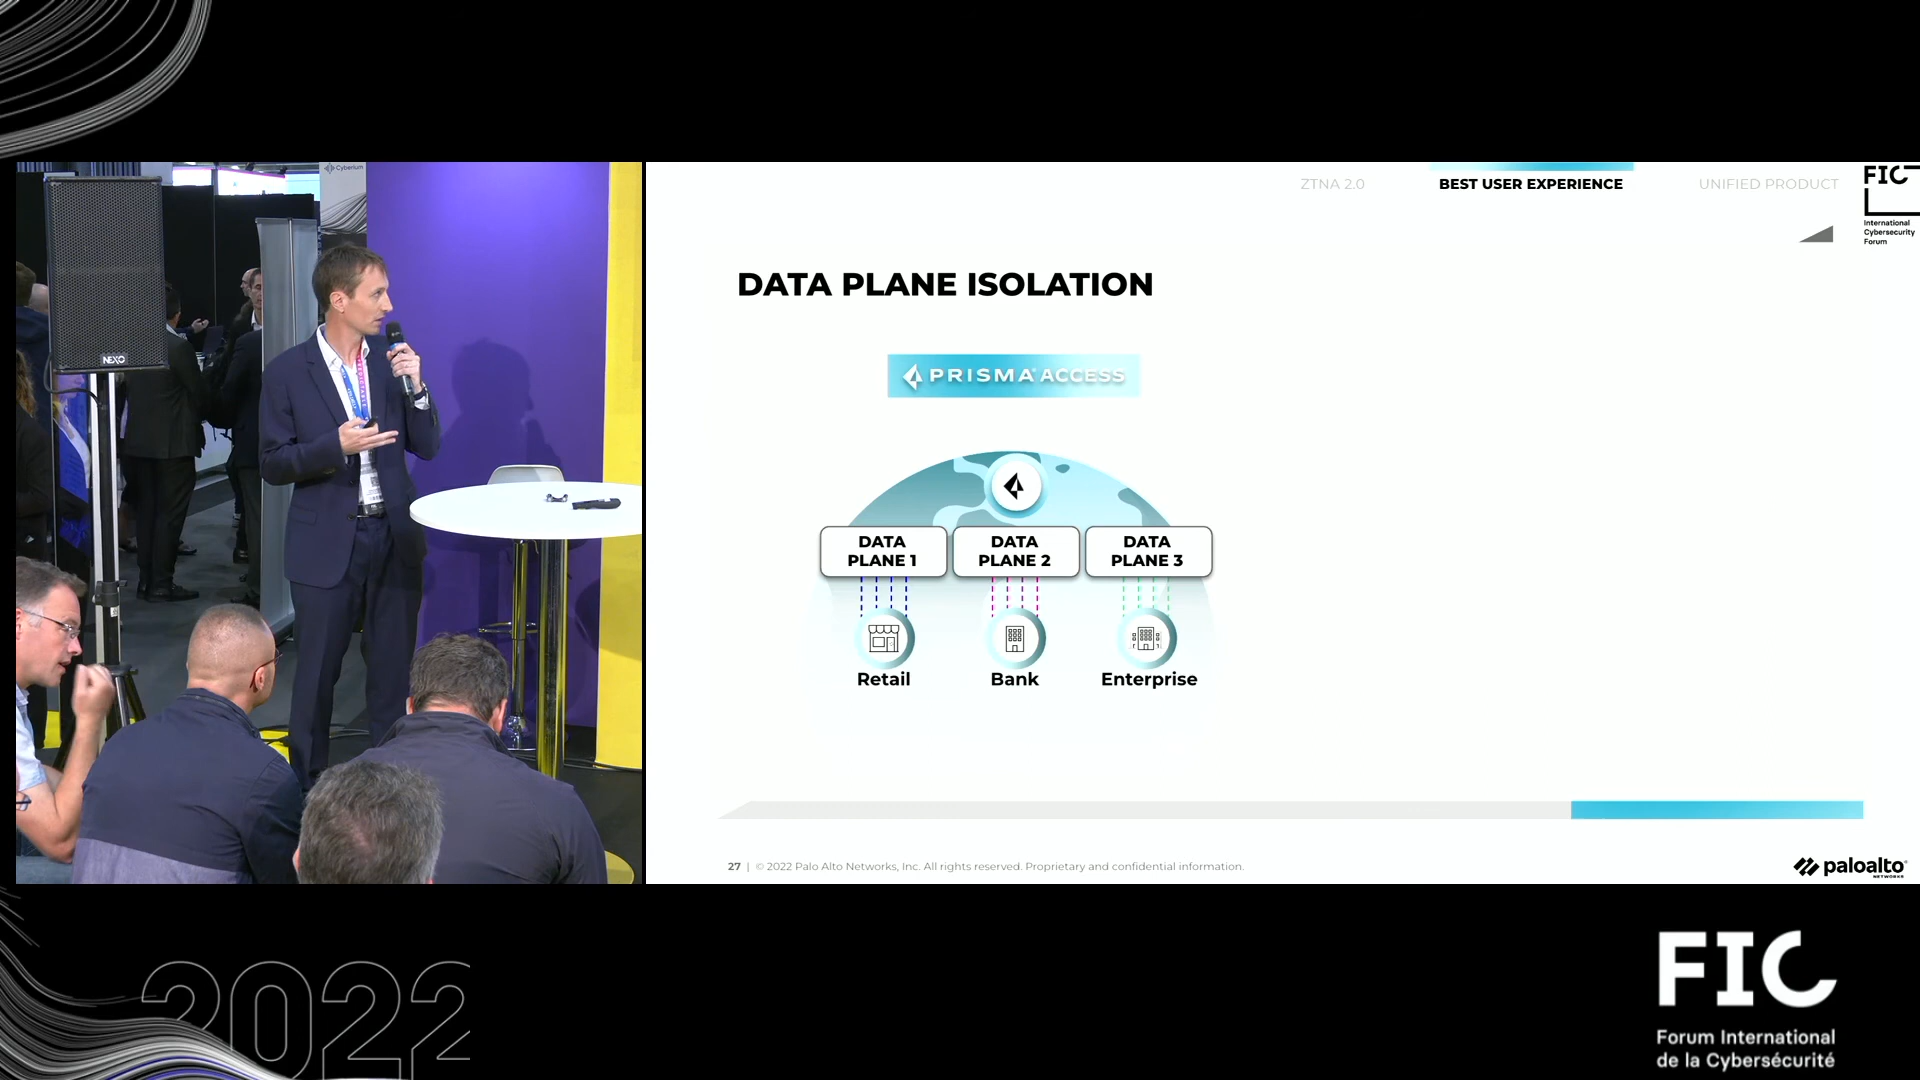 Cyberium
NEXO
ZTNA 2.0
BEST USER EXPERIENCE
UNIFIED PRODUCT
FIC
International
Cybersecurity
Forum
DATA PLANE ISOLATION
PRISMA ACCESS
DATA
PLANE 1
DATA
PLANE 2
DATA
PLANE 3
Retail
Bank
Enterprise
27 | © 2022 Palo Alto Networks, Inc. All rights reserved. Proprietary and confidential information.
paloalto
NETWORKS
2022
FIC
Forum International
de la Cybersécurité